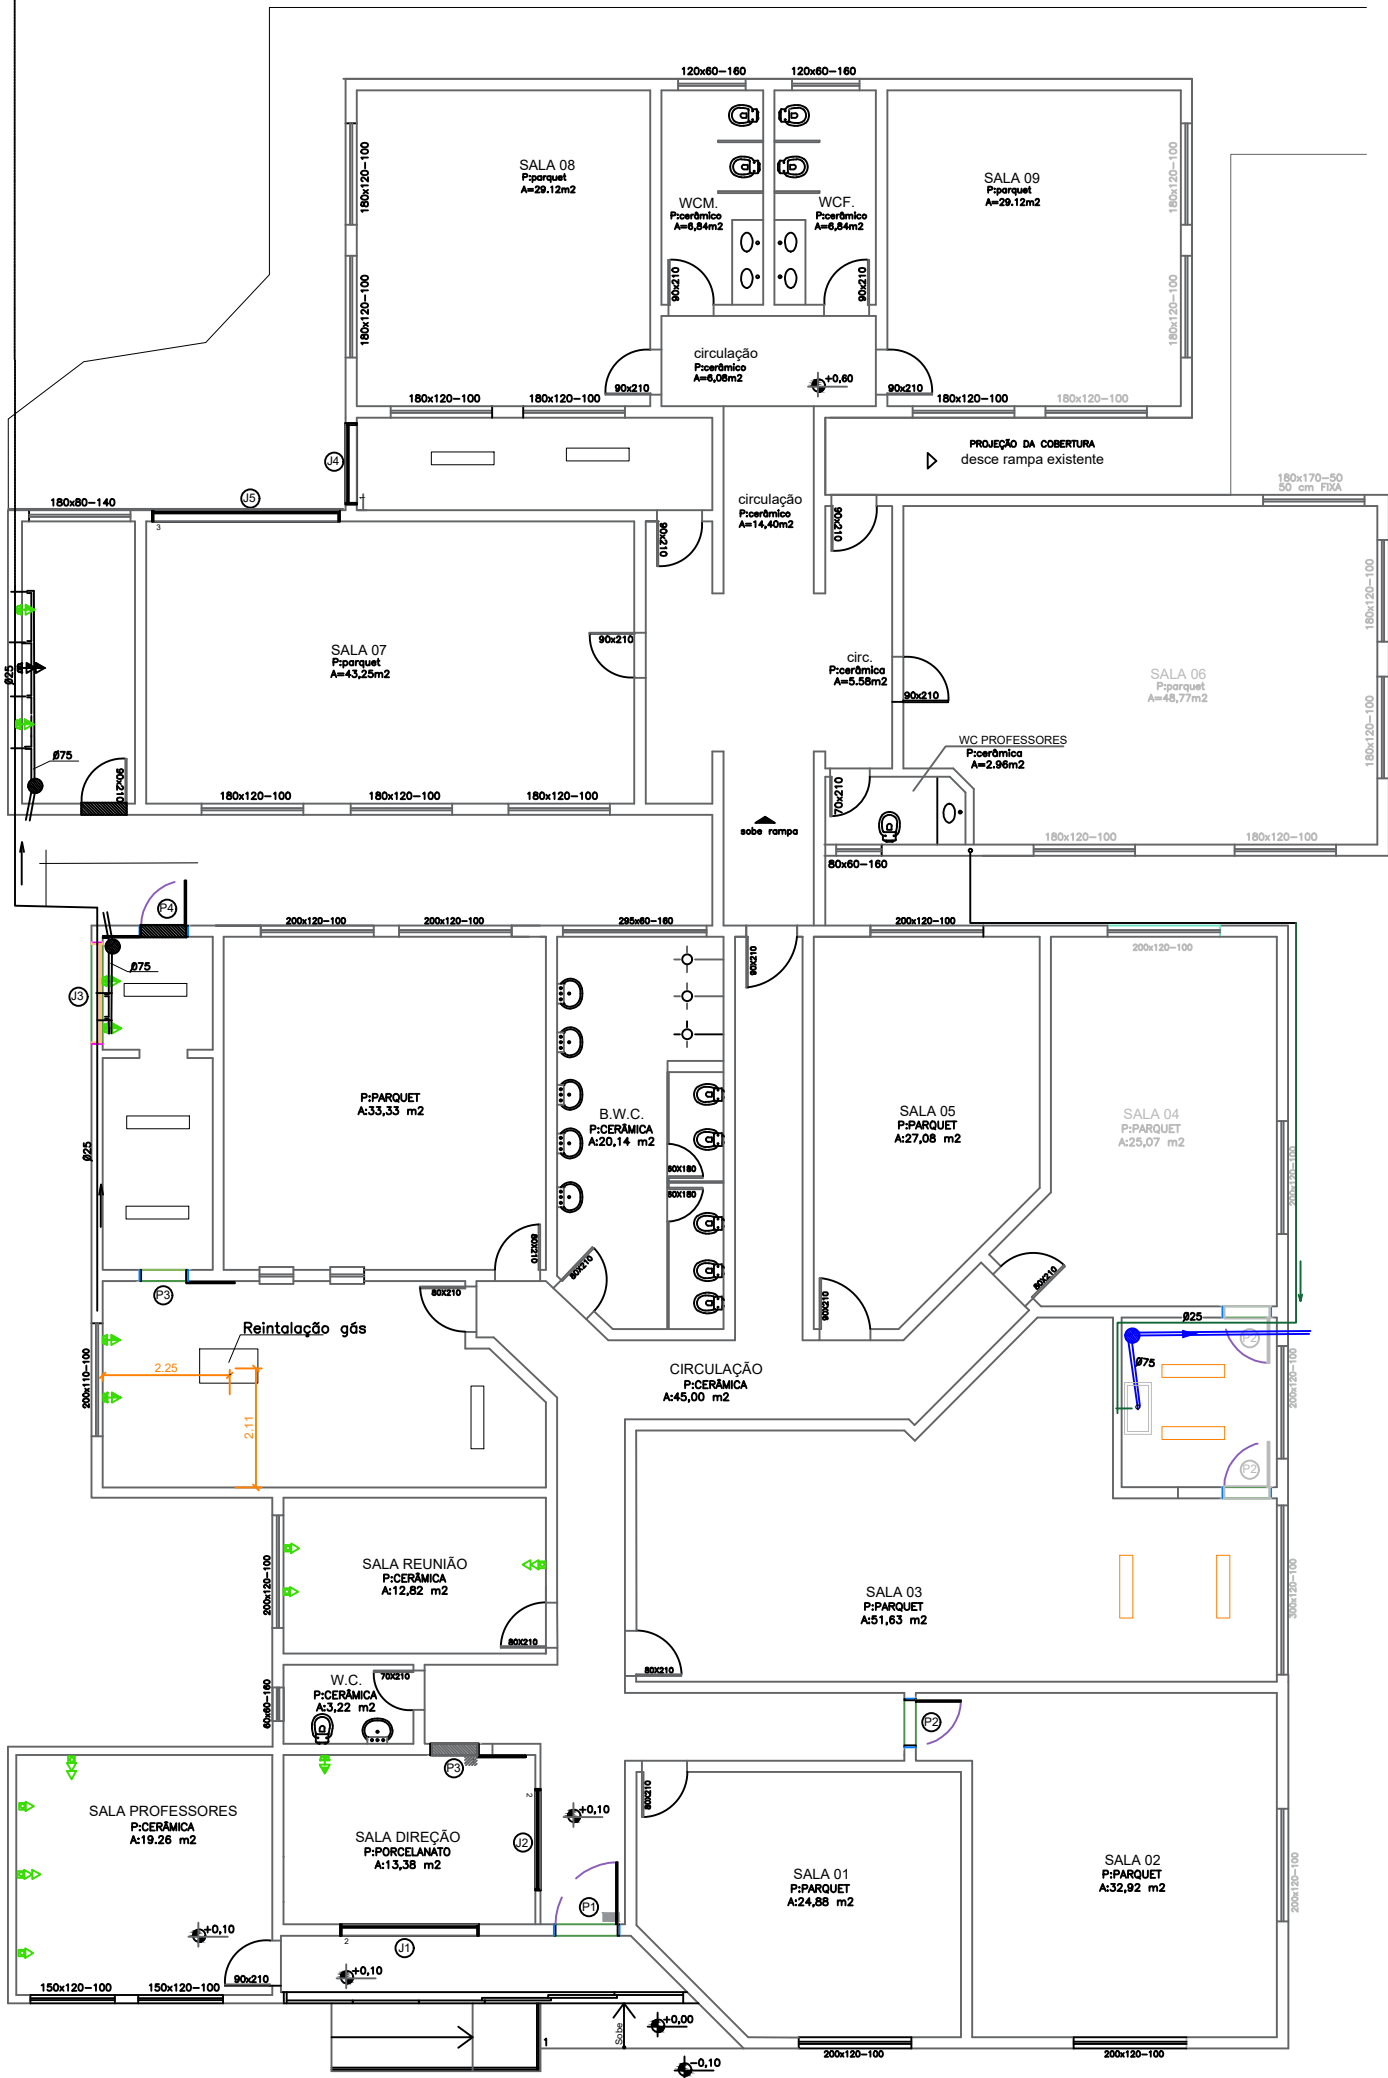 120x60-160
120x60-160
SALA 08
P:parquet
A=29.12m2
180x120-100
180x120-100
WCM.
P:cerâmico
A=6,84m2
90x210
WCF.
P:cerâmico
A=6,84m2
90x210
SALA 09
P:parquet
A=29.12m2
180x120-100
180x120-100
circulação
P:cerâmico
A=6,08m2
+0,60
90x210
90x210
180x120-100
180x120-100
180x120-100
180x120-100
PROJEÇÃO DA COBERTURA
desce rampa existente
J4
1
J5
180x80-140
3
180x170-50
50 cm FIXA
circulação
P:cerâmico
A=14,40m2
90x210
90x210
SALA 07
P:parquet
A=43,25m2
90x210
circ.
P:cerâmica
A=5.58m2
90x210
SALA 06
P:parquet
A=48,77m2
180x120-100
180x120-100
Ø25
Ø75
90x210
WC PROFESSORES
P:cerâmica
A=2.96m2
70x210
180x120-100
180x120-100
180x120-100
sobe rampa
80x60-160
180x120-100
180x120-100
P4
200x120-100
200x120-100
295x60-160
200x120-100
200x120-100
Ø75
J3
90X210
P:PARQUET
A:33,33 m2
B.W.C.
P:CERÂMICA
A:20,14 m2
60X180
60X180
SALA 05
P:PARQUET
A:27,08 m2
SALA 04
P:PARQUET
A:25,07 m2
200x120-100
Ø25
80X210
80X210
80X210
80X210
80X210
P3
Reintalação gás
2.25
2.11
200x110-100
CIRCULAÇÃO
P:CERÂMICA
A:45,00 m2
Ø25
P2
Ø75
200x120-100
P2
SALA REUNIÃO
P:CERÂMICA
A:12,82 m2
200x120-100
80X210
SALA 03
P:PARQUET
A:51,63 m2
300x120-100
80X210
W.C.
P:CERÂMICA
A:3,22 m2
70X210
60x60-160
P2
P3
SALA PROFESSORES
P:CERÂMICA
A:19.26 m2
SALA DIREÇÃO
P:PORCELANATO
A:13,38 m2
2
J2
+0,10
80X210
SALA 01
P:PARQUET
A:24,88 m2
SALA 02
P:PARQUET
A:32,92 m2
200x120-100
P1
+0,10
2
J1
+0,10
90x210
150x120-100
150x120-100
Sobe
+0,00
1
-0,10
200x120-100
200x120-100